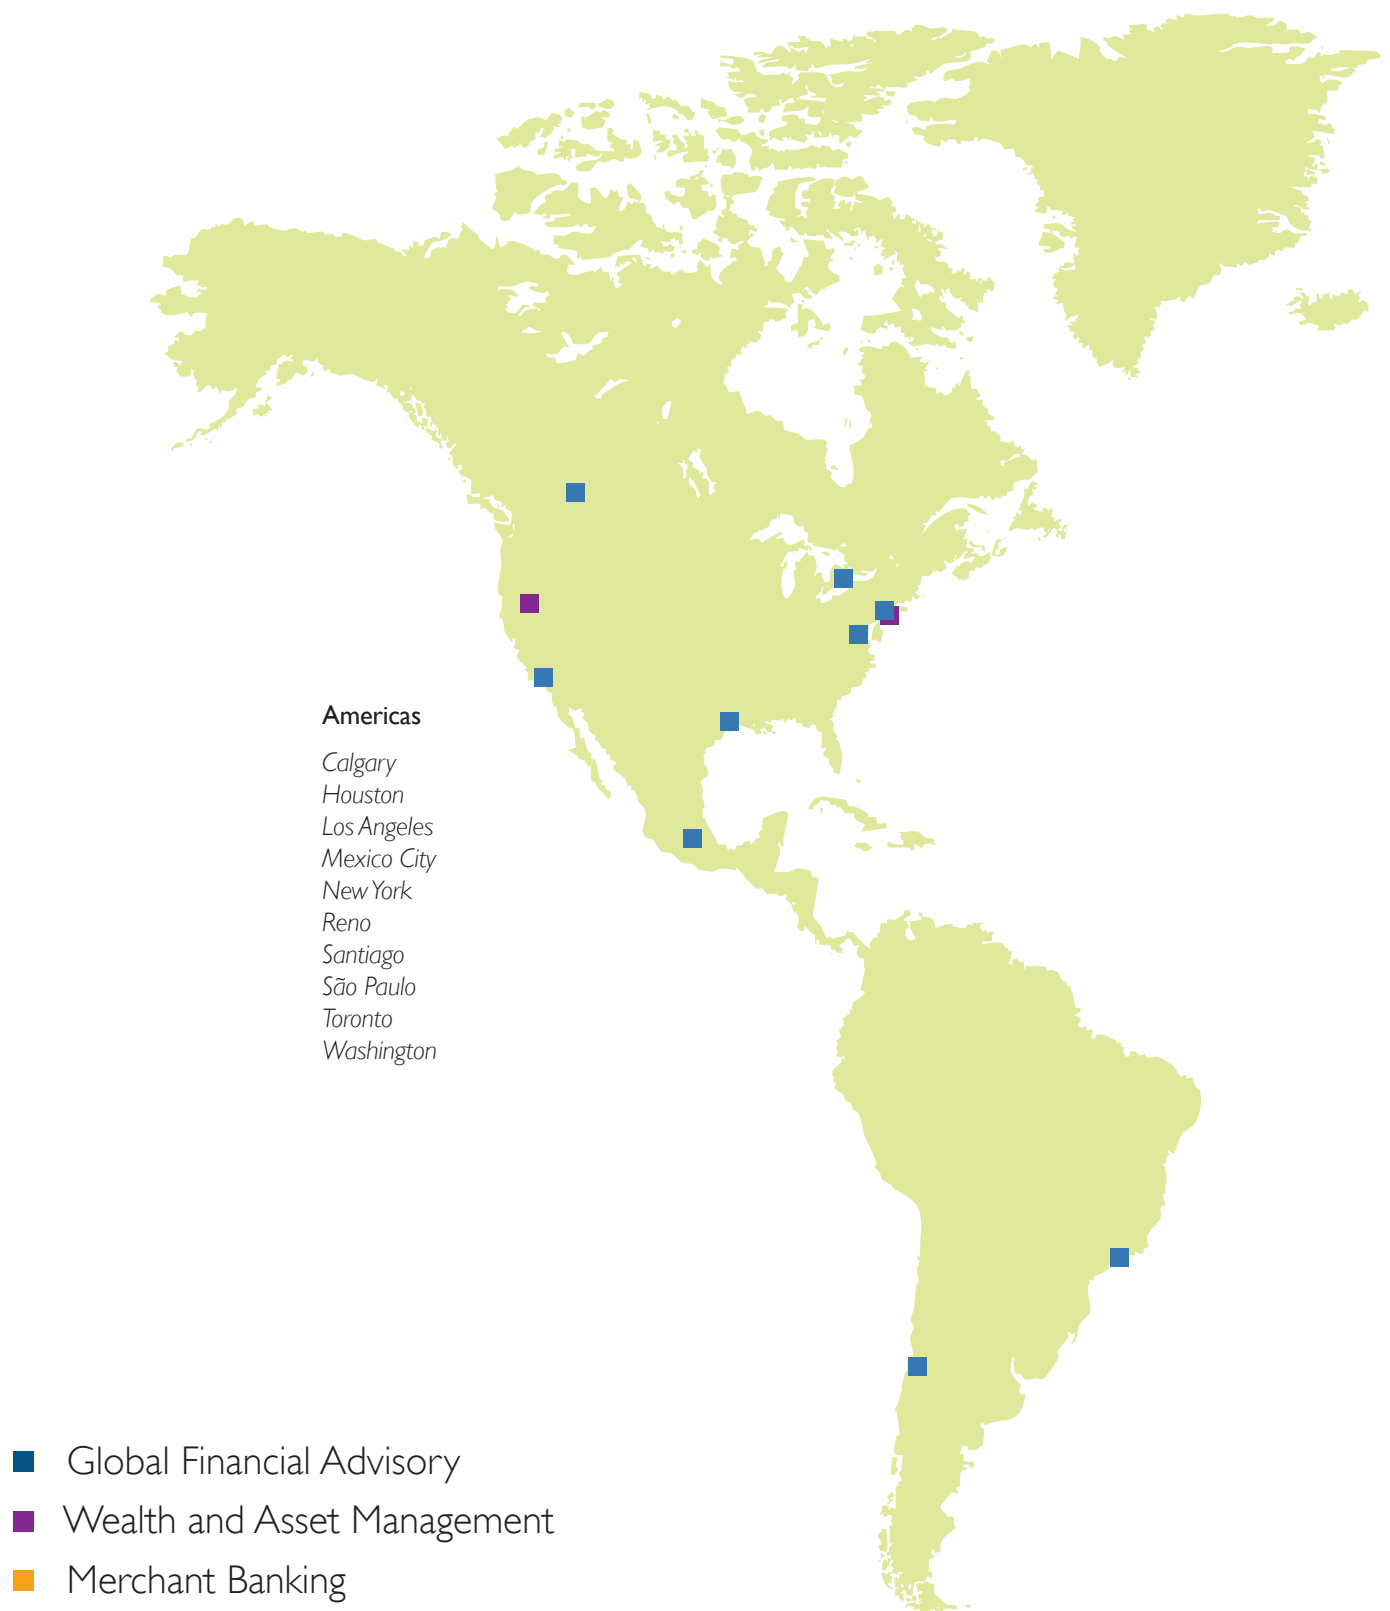 Americas
Calgary
Houston
Los Angeles
Mexico City
New York
Reno
Santiago
São Paulo
Toronto
Washington
Global Financial Advisory
Wealth and Asset Management
Merchant Banking